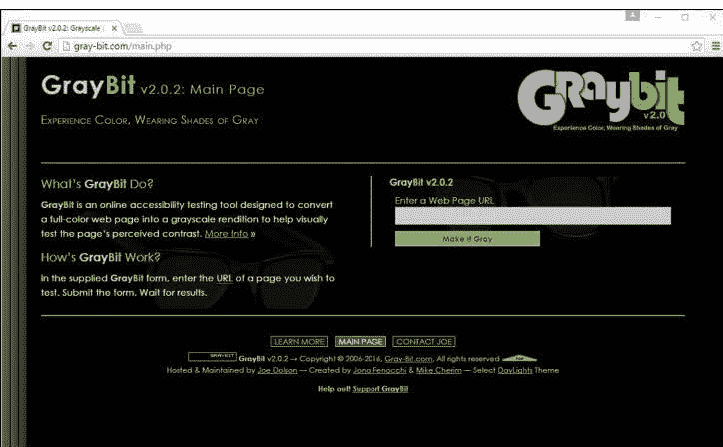 GrayBit v2.0.2: Grayscale
gray-bit.com/main.php
GrayBit v2.0.2: Main Page
Experience Color, Wearing Shades of Gray
GRaybit
v2.0
Experience Color, Wearing Shades of Gray
What's GrayBit Do?
GrayBit is an online accessibility testing tool designed to convert
a full-color web page into a grayscale rendition to help visually
test the page's perceived contrast. More Info »
How's GrayBit Work?
In the supplied GrayBit form, enter the URL of a page you wish to
test. Submit the form. Wait for results.
GrayBit v2.0.2
Enter a Web Page URL
Make it Gray
LEARN MORE MAIN PAGE CONTACT JOE
GRAYBIT GrayBit v2.0.2 → Copyright © 2006-2016, Gray-Bit.com. All rights reserved
Hosted & Maintained by Joe Dolson — Created by Jona Fenocchi & Mike Cherim — Select DayLights Theme
Help out! Support GrayBit